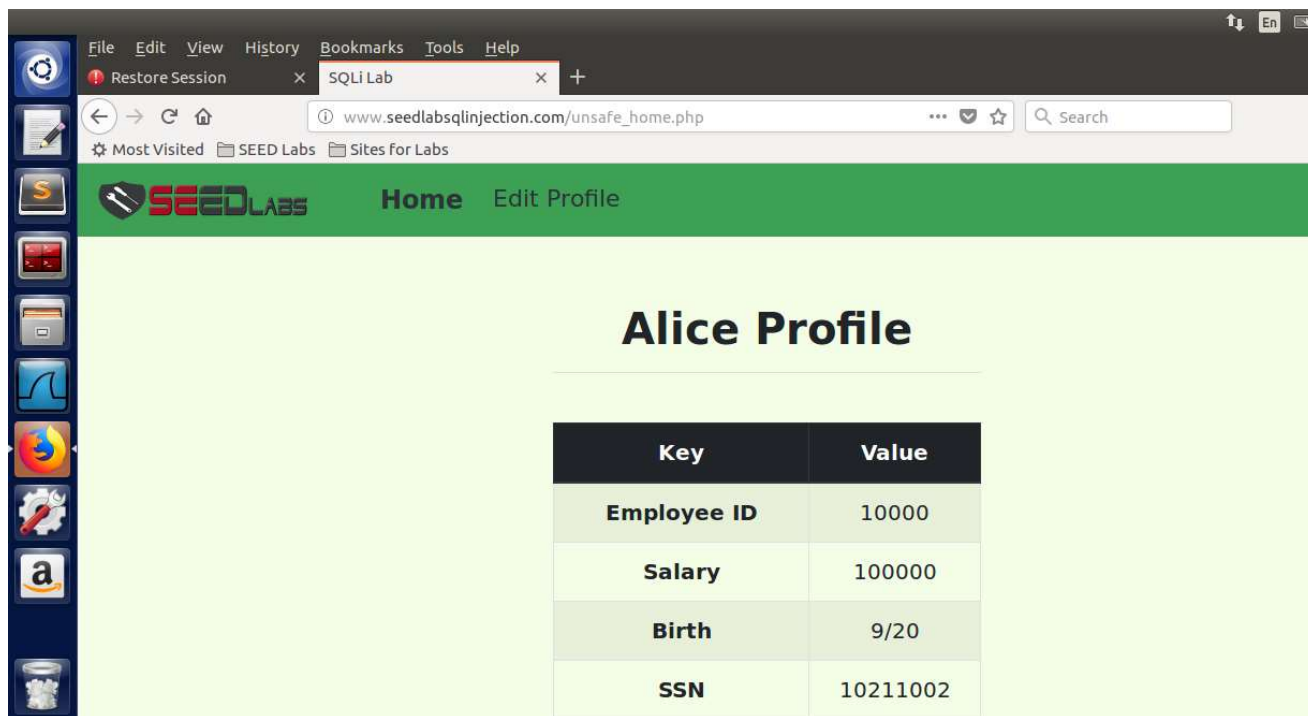 En
File Edit View History Bookmarks Tools Help
Restore Session × SQLi Lab × +
www.seedlabsqlinjection.com/unsafe_home.php ••• Search
Most Visited SEED Labs Sites for Labs
SEEDLABS Home Edit Profile
Alice Profile
Key Value
Employee ID 10000
Salary 100000
Birth 9/20
SSN 10211002